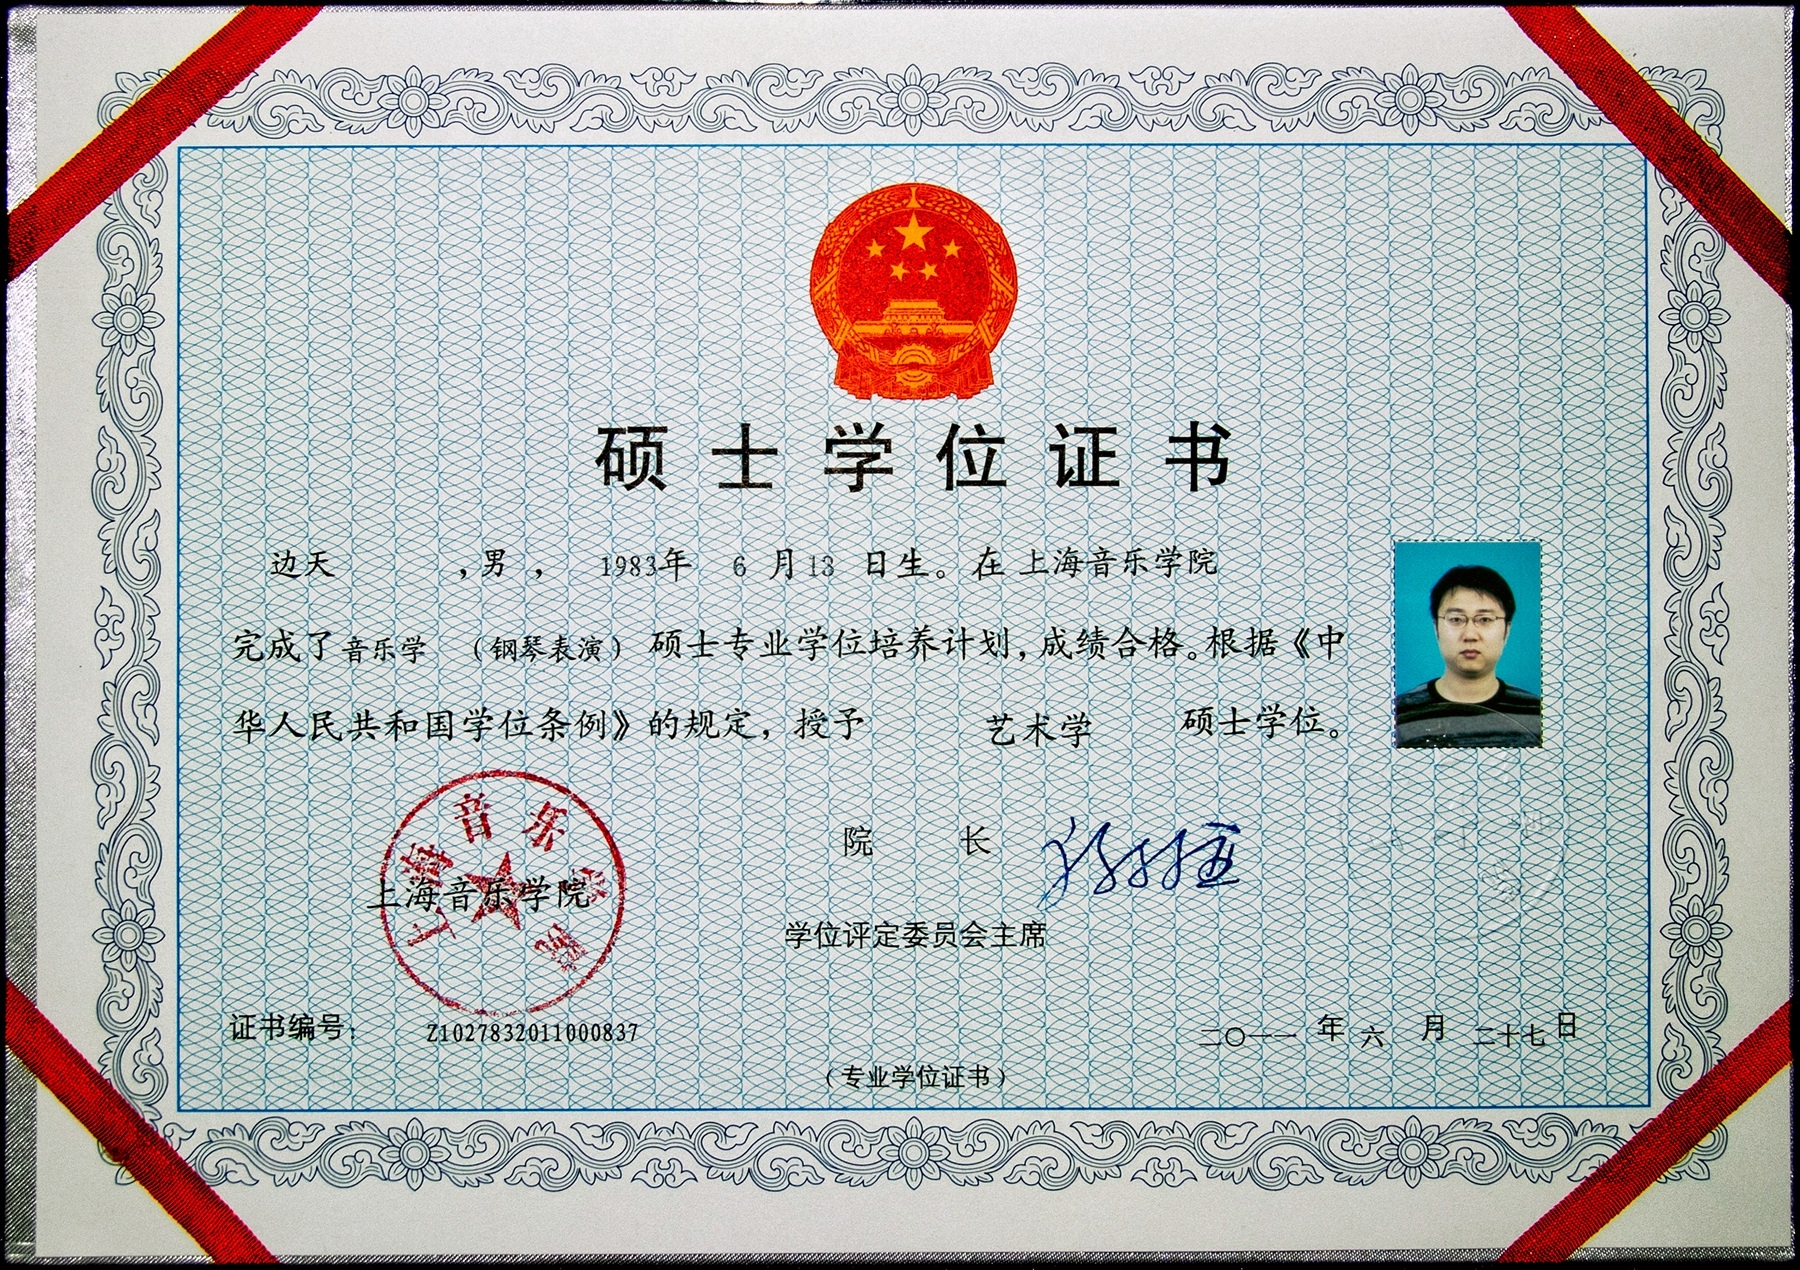 硕士学位证书
边天 ,男, 1983年 6 月13 日生。在 上海音乐学院
完成了音乐学 (钢琴表演) 硕士专业学位培养计划,成绩合格。根据《中
华人民共和国学位条例》的规定,授予 艺术学 硕士学位。
上海音乐学院
上海音乐学院
院 长
学位评定委员会主席
证书编号: Z1027832011000837
二〇一一 年 六 月 二十七日
(专业学位证书)